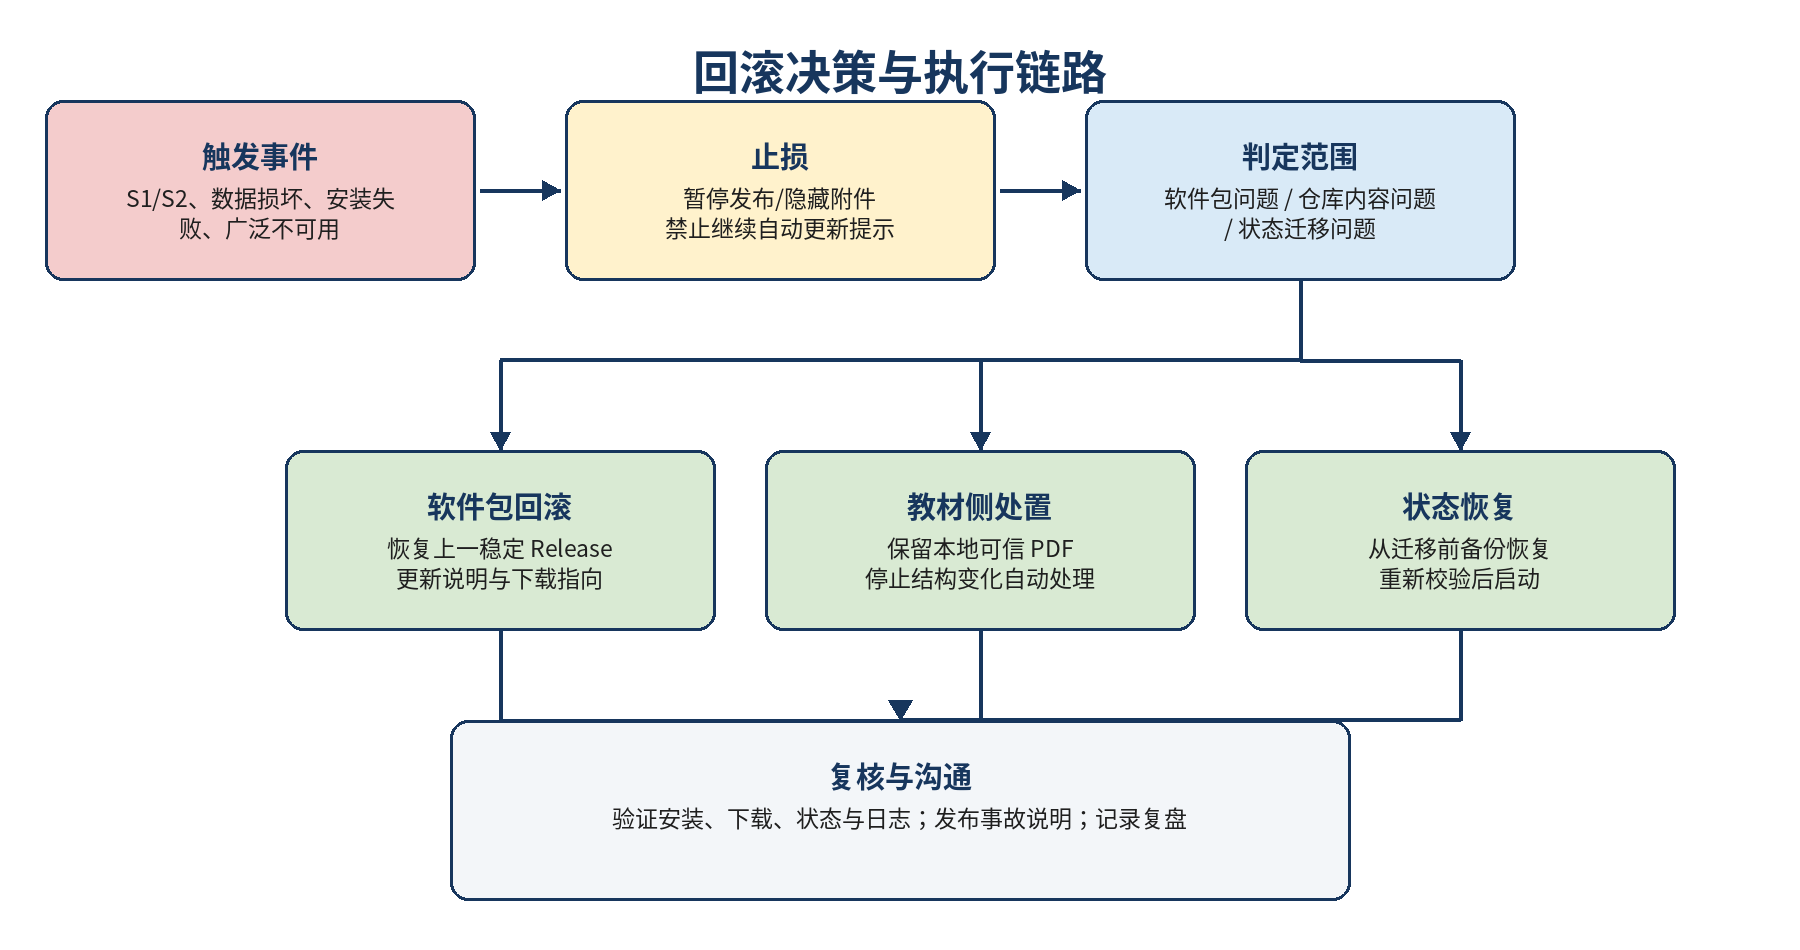 回滚决策与执行链路
触发事件
S1/S2、数据损坏、安装失
败、广泛不可用
止损
暂停发布/隐藏附件
禁止继续自动更新提示
判定范围
软件包问题 / 仓库内容问题
/ 状态迁移问题
软件包回滚
恢复上一稳定 Release
更新说明与下载指向
教材侧处置
保留本地可信 PDF
停止结构变化自动处理
状态恢复
从迁移前备份恢复
重新校验后启动
复核与沟通
验证安装、下载、状态与日志；发布事故说明；记录复盘